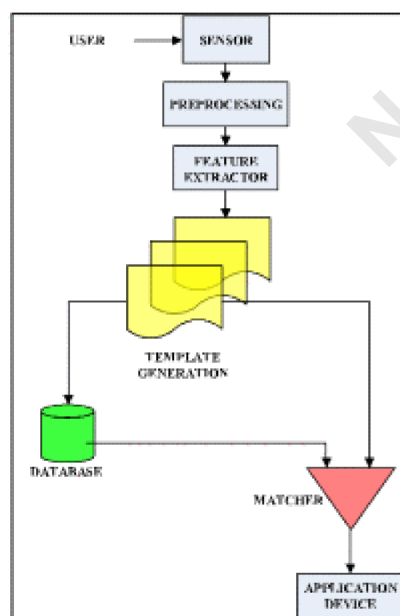 USER
SENSOR
PREPROCESSING
FEATURE
EXTRACTOR
TEMPLATE
GENERATION
DATABASE
MATCHER
APPLICATION
DEVICE
N